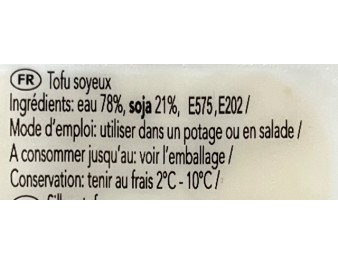 FR Tofu soyeux
Ingrédients: eau 78%, soja 21%, E575,E202 /
Mode d'emploi: utiliser dans un potage ou en salade /
A consommer jusqu'au: voir l'emballage /
Conservation: tenir au frais 2°C - 10°C /